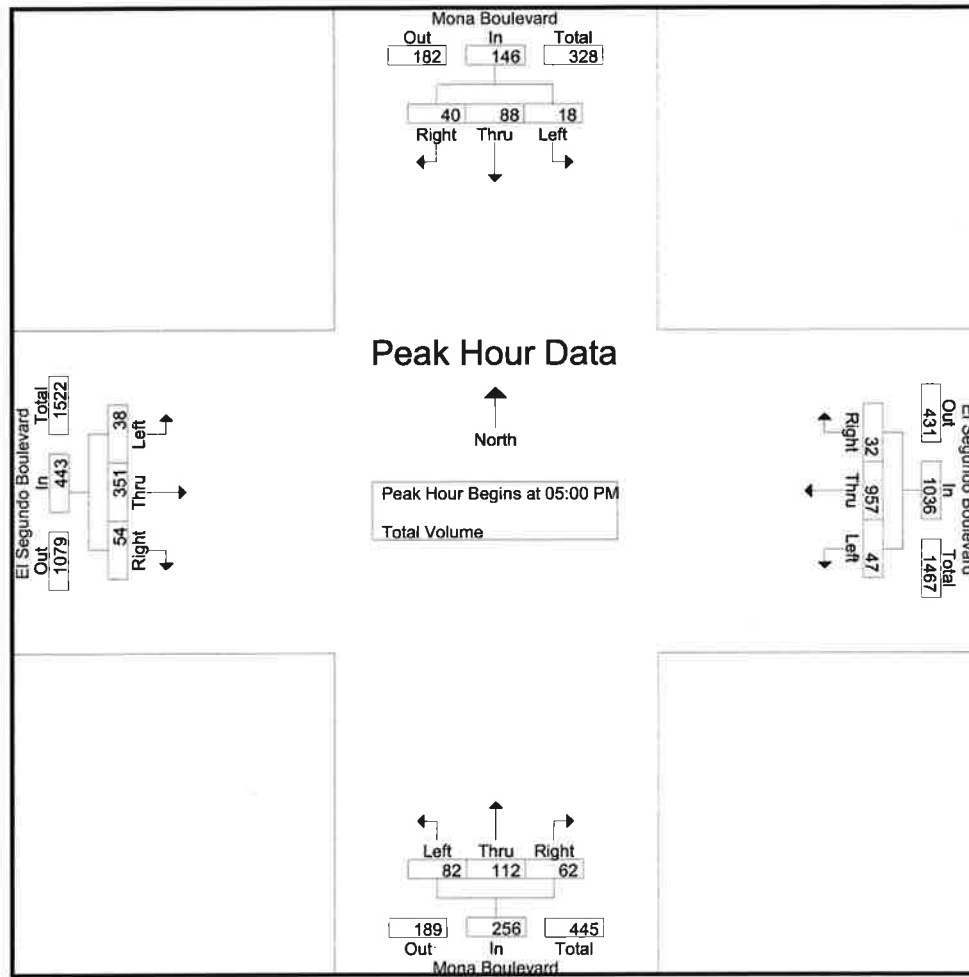 Mona Boulevard
Out In Total
182 146 328
40 88 18
Right Thru Left
Peak Hour Data
North
Peak Hour Begins at 05:00 PM
Total Volume
El Segundo Boulevard
Total In Out
1522 443 1079
38 351 54
Left Thru Right
El Segundo Boulevard
Out In Total
431 1036 1467
32 957 47
Right Thru Left
Left Thru Right
82 112 62
189 256 445
Out In Total
Mona Boulevard